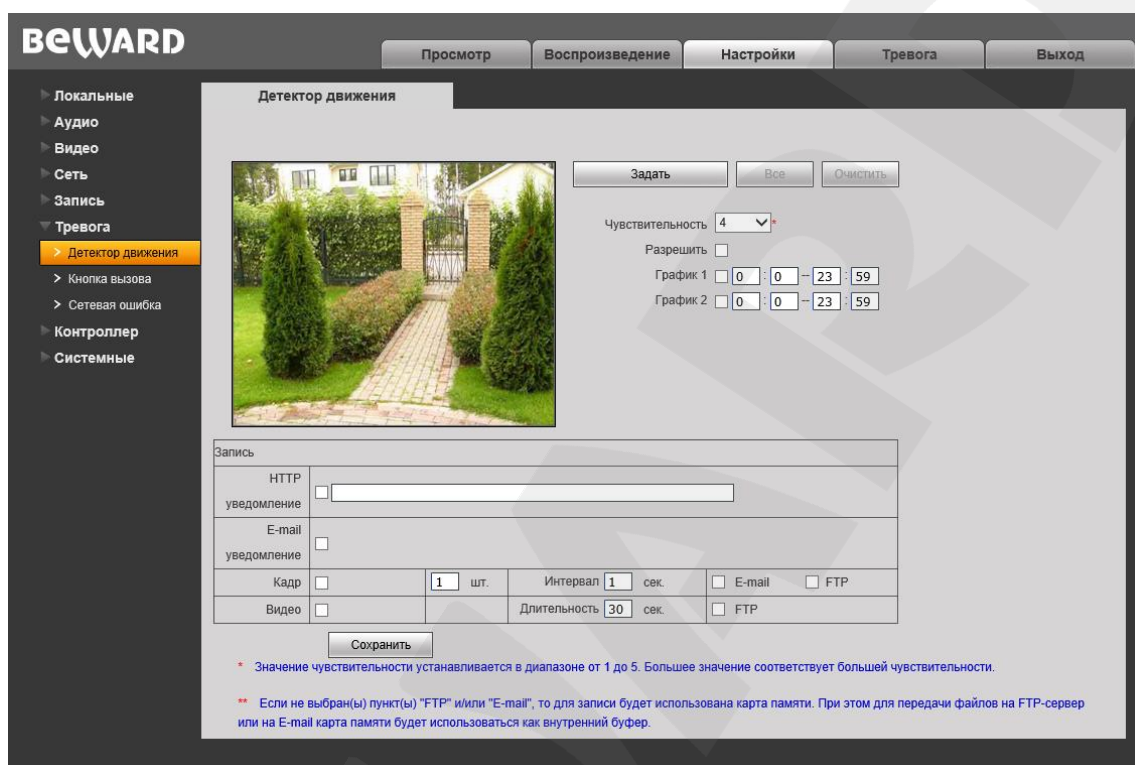 BEWARD
Просмотр Воспроизведение Настройки Тревога Выход
Локальные
Аудио
Видео
Сеть
Запись
Тревога
> Детектор движения
> Кнопка вызова
> Сетевая ошибка
Контроллер
Системные
Детектор движения
Задать Все Очистить
Чувствительность 4 *
Разрешить
График 1 0 : 0 -- 23 : 59
График 2 0 : 0 -- 23 : 59
Запись
HTTP
уведомление
E-mail
уведомление
Кадр 1 шт. Интервал 1 сек. E-mail FTP
Видео Длительность 30 сек. FTP
Сохранить
* Значение чувствительности устанавливается в диапазоне от 1 до 5. Большее значение соответствует большей чувствительности.
** Если не выбран(ы) пункт(ы) "FTP" и/или "E-mail", то для записи будет использована карта памяти. При этом для передачи файлов на FTP-сервер
или на E-mail карта памяти будет использоваться как внутренний буфер.